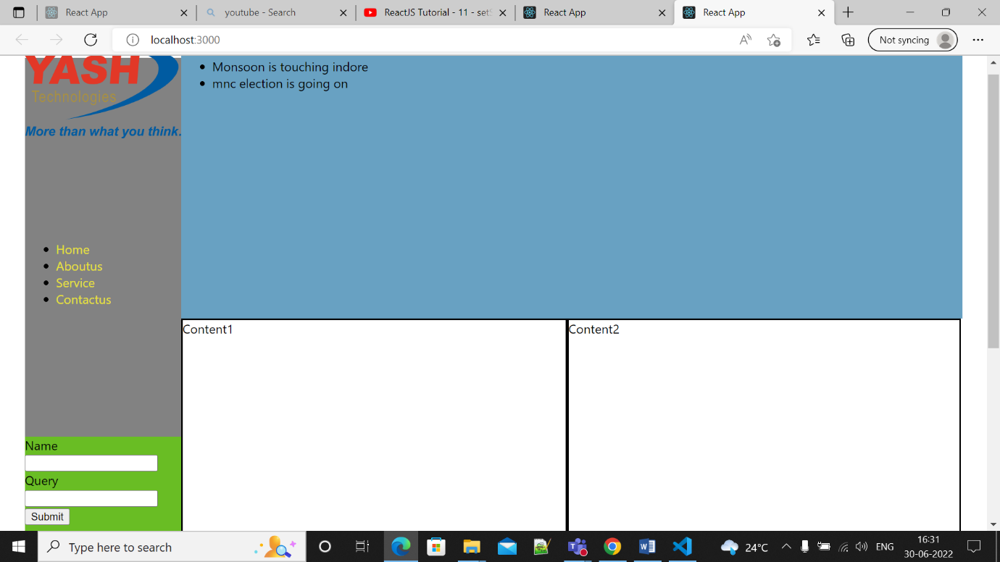 React App
youtube - Search
ReactJS Tutorial - 11 - setS
React App
React App
localhost:3000
Not syncing
YASH
Technologies
More than what you think.
Monsoon is touching indore
mnc election is going on
Home
Aboutus
Service
Contactus
Content1
Content2
Name
Query
Submit
Type here to search
24°C
ENG
16:31
30-06-2022